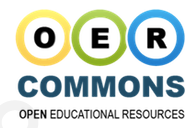 OER
COMMONS
OPEN EDUCATIONAL RESOURCES